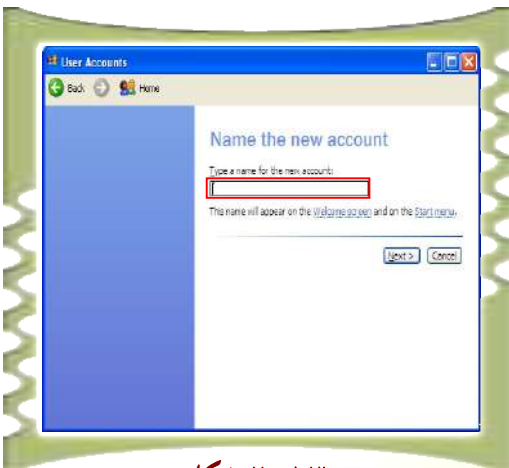 User Accounts
Back Home
Name the new account
Type a name for the new account:
This name will appear on the Welcome screen and on the Start menu.
Next > Cancel